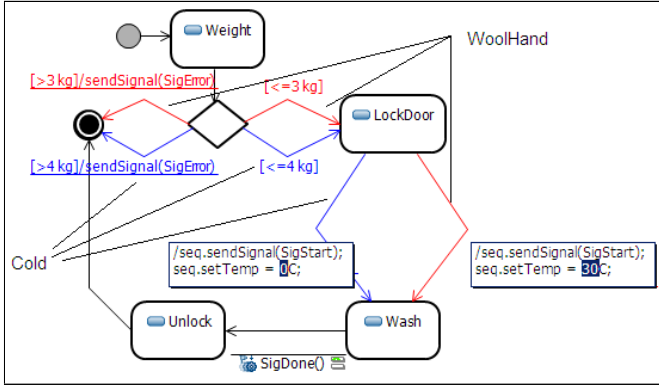 Weight
WoolHand
[>3 kg]/sendSignal(SigError)
[<=3 kg]
LockDoor
[>4 kg]/sendSignal(SigError)
[<=4 kg]
/seq.sendSignal(SigStart);
seq.setTemp = 0C;
/seq.sendSignal(SigStart);
seq.setTemp = 30C;
Cold
Unlock
Wash
SigDone()